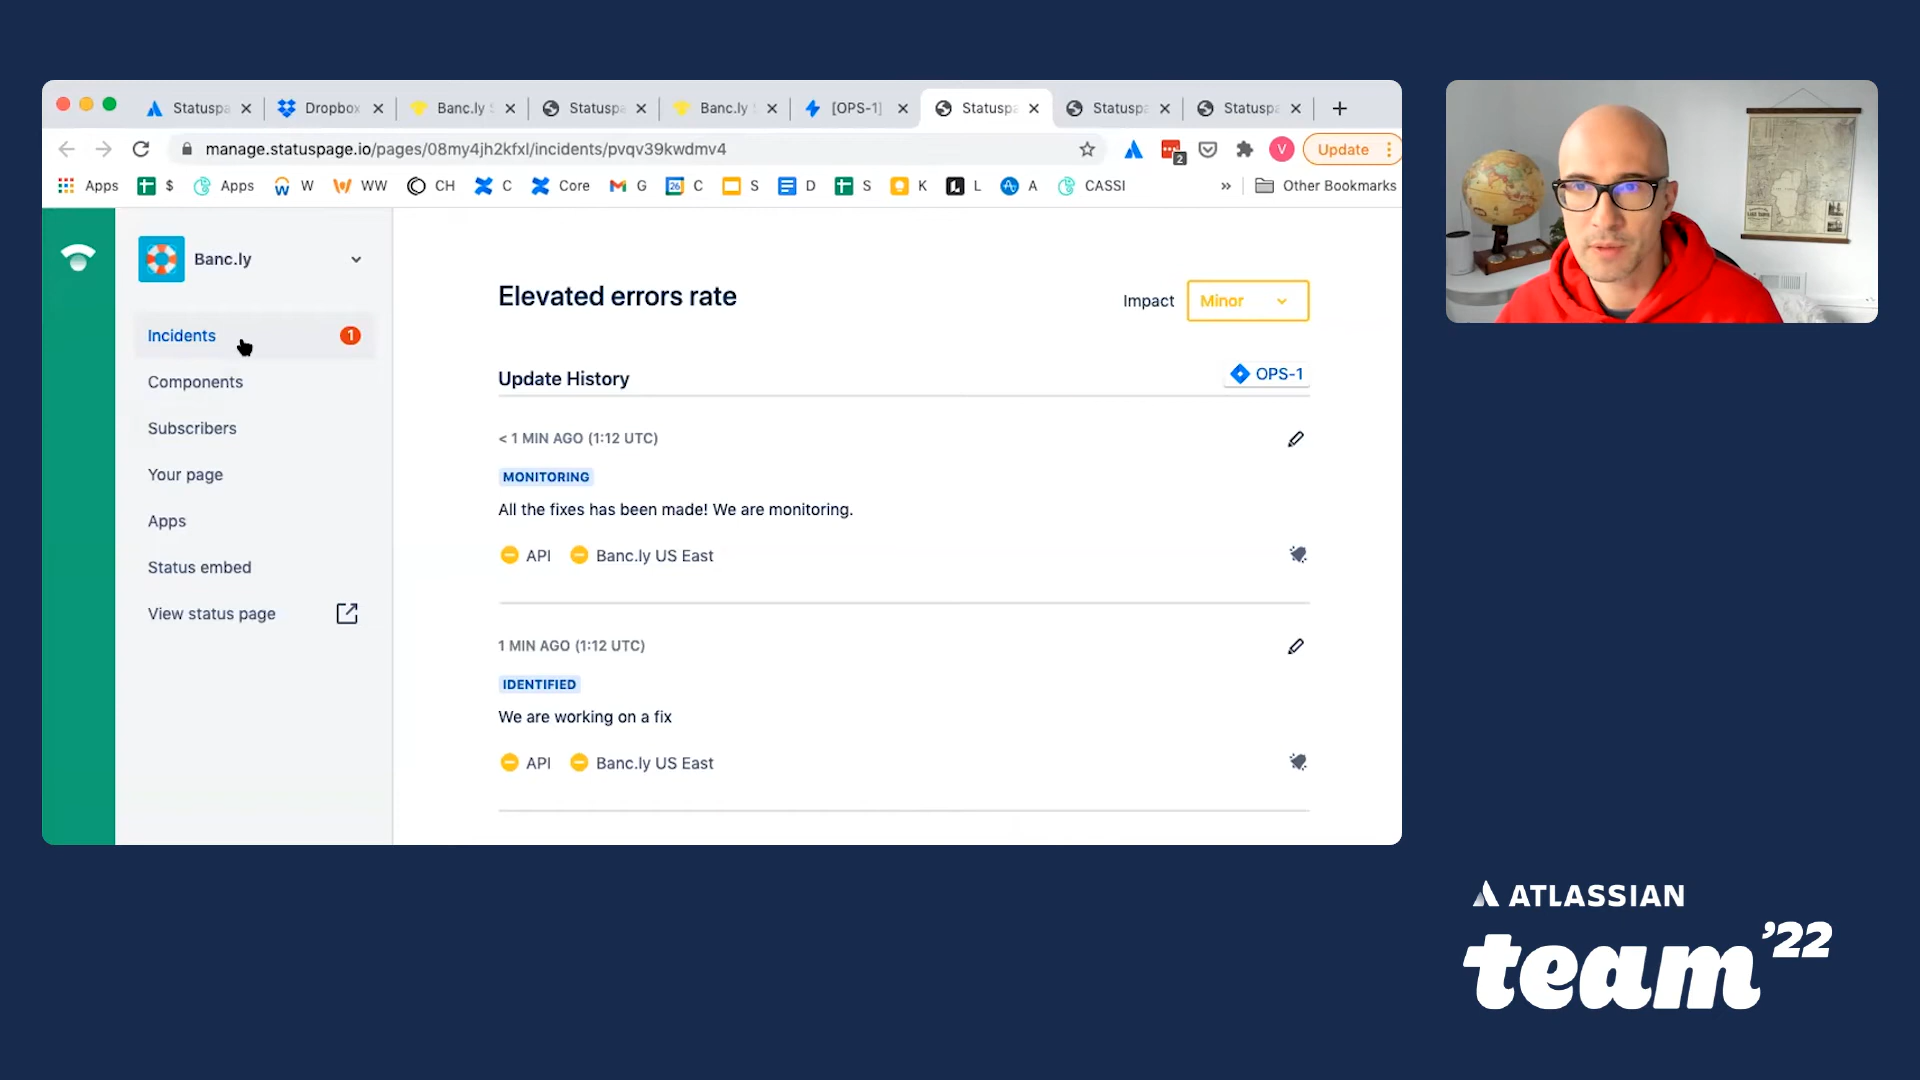 Statuspa
Dropbox
Banc.ly S
Statuspa
Banc.ly S
[OPS-1]
Statuspa
Statuspa
Statuspa
manage.statuspage.io/pages/08my4jh2kfxl/incidents/pvqv39kwdmv4
2
V
Update
Apps
$
Apps
W
WW
CH
C
Core
G
26
C
S
D
S
K
L
A
CASSI
»
Other Bookmarks
Banc.ly
Incidents
1
Components
Subscribers
Your page
Apps
Status embed
View status page
Elevated errors rate
Impact
Minor
Update History
OPS-1
< 1 MIN AGO (1:12 UTC)
MONITORING
All the fixes has been made! We are monitoring.
API
Banc.ly US East
1 MIN AGO (1:12 UTC)
IDENTIFIED
We are working on a fix
API
Banc.ly US East
ATLASSIAN
team '22